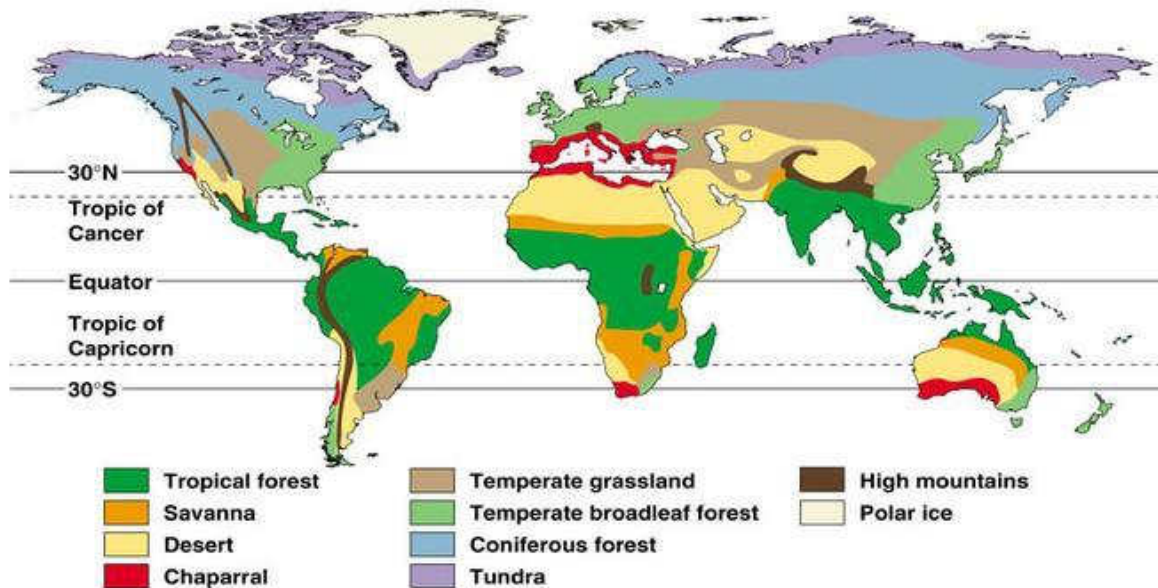 30°N
Tropic of
Cancer
Equator
Tropic of
Capricorn
30°S
Tropical forest
Savanna
Desert
Chaparral
Temperate grassland
Temperate broadleaf forest
Coniferous forest
Tundra
High mountains
Polar ice